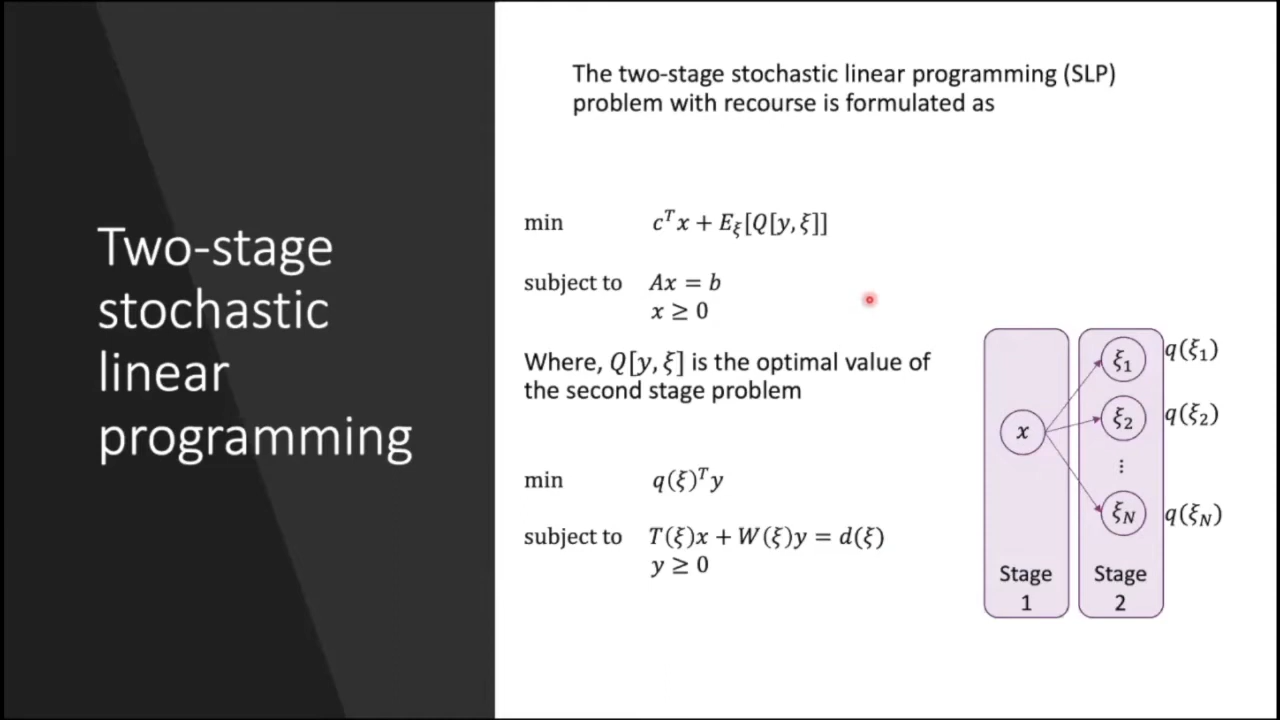 Two-stage
stochastic
linear
programming
The two-stage stochastic linear programming (SLP)
problem with recourse is formulated as
min cᵀx + E_ξ[Q[y, ξ]]
subject to Ax = b
x ≥ 0
Where, Q[y, ξ] is the optimal value of
the second stage problem
min q(ξ)ᵀy
subject to T(ξ)x + W(ξ)y = d(ξ)
y ≥ 0
x
ξ₁ q(ξ₁)
ξ₂ q(ξ₂)
⋮
ξ_N q(ξ_N)
Stage
1
Stage
2